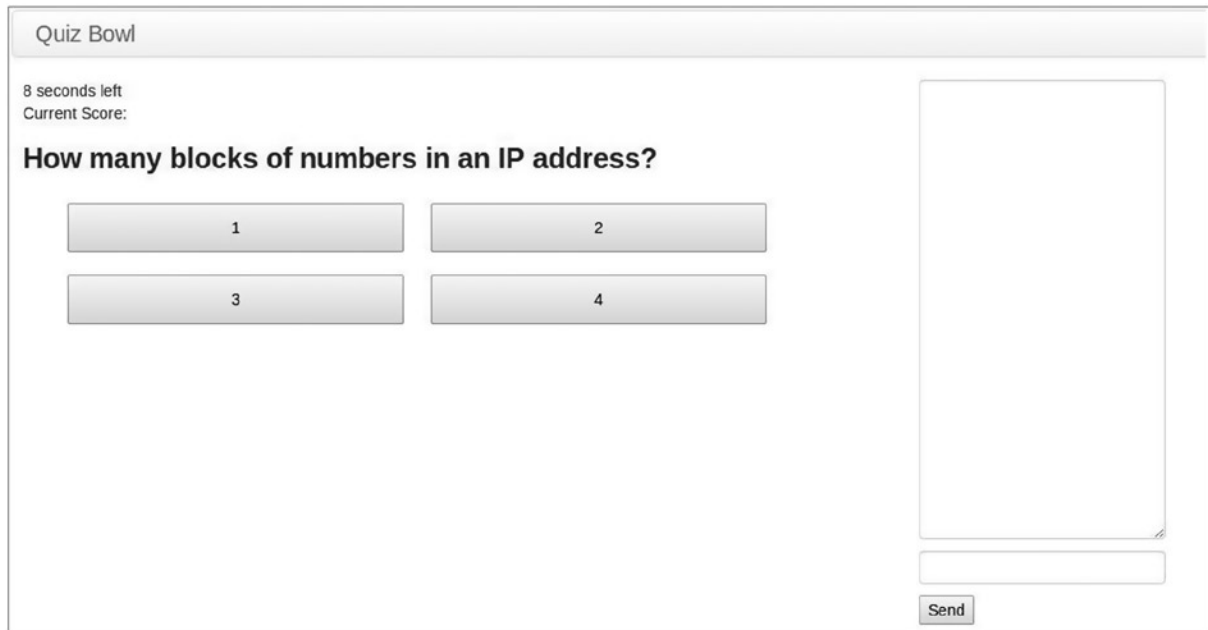 Quiz Bowl
8 seconds left
Current Score:
How many blocks of numbers in an IP address?
1
2
3
4
Send